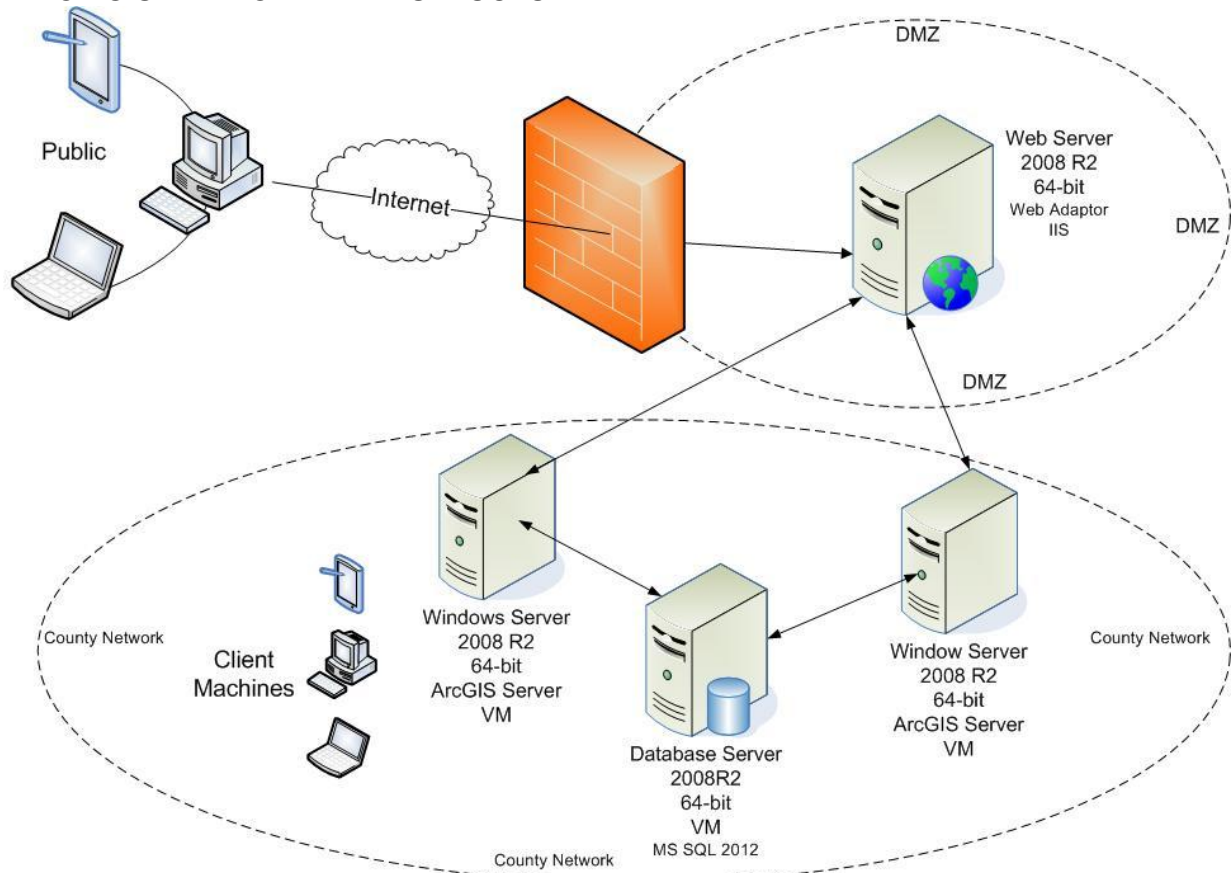 DMZ
Public
Internet
Web Server
2008 R2
64-bit
Web Adaptor
IIS
DMZ
DMZ
County Network
Client
Machines
Windows Server
2008 R2
64-bit
ArcGIS Server
VM
Database Server
2008R2
64-bit
VM
MS SQL 2012
Window Server
2008 R2
64-bit
ArcGIS Server
VM
County Network
County Network